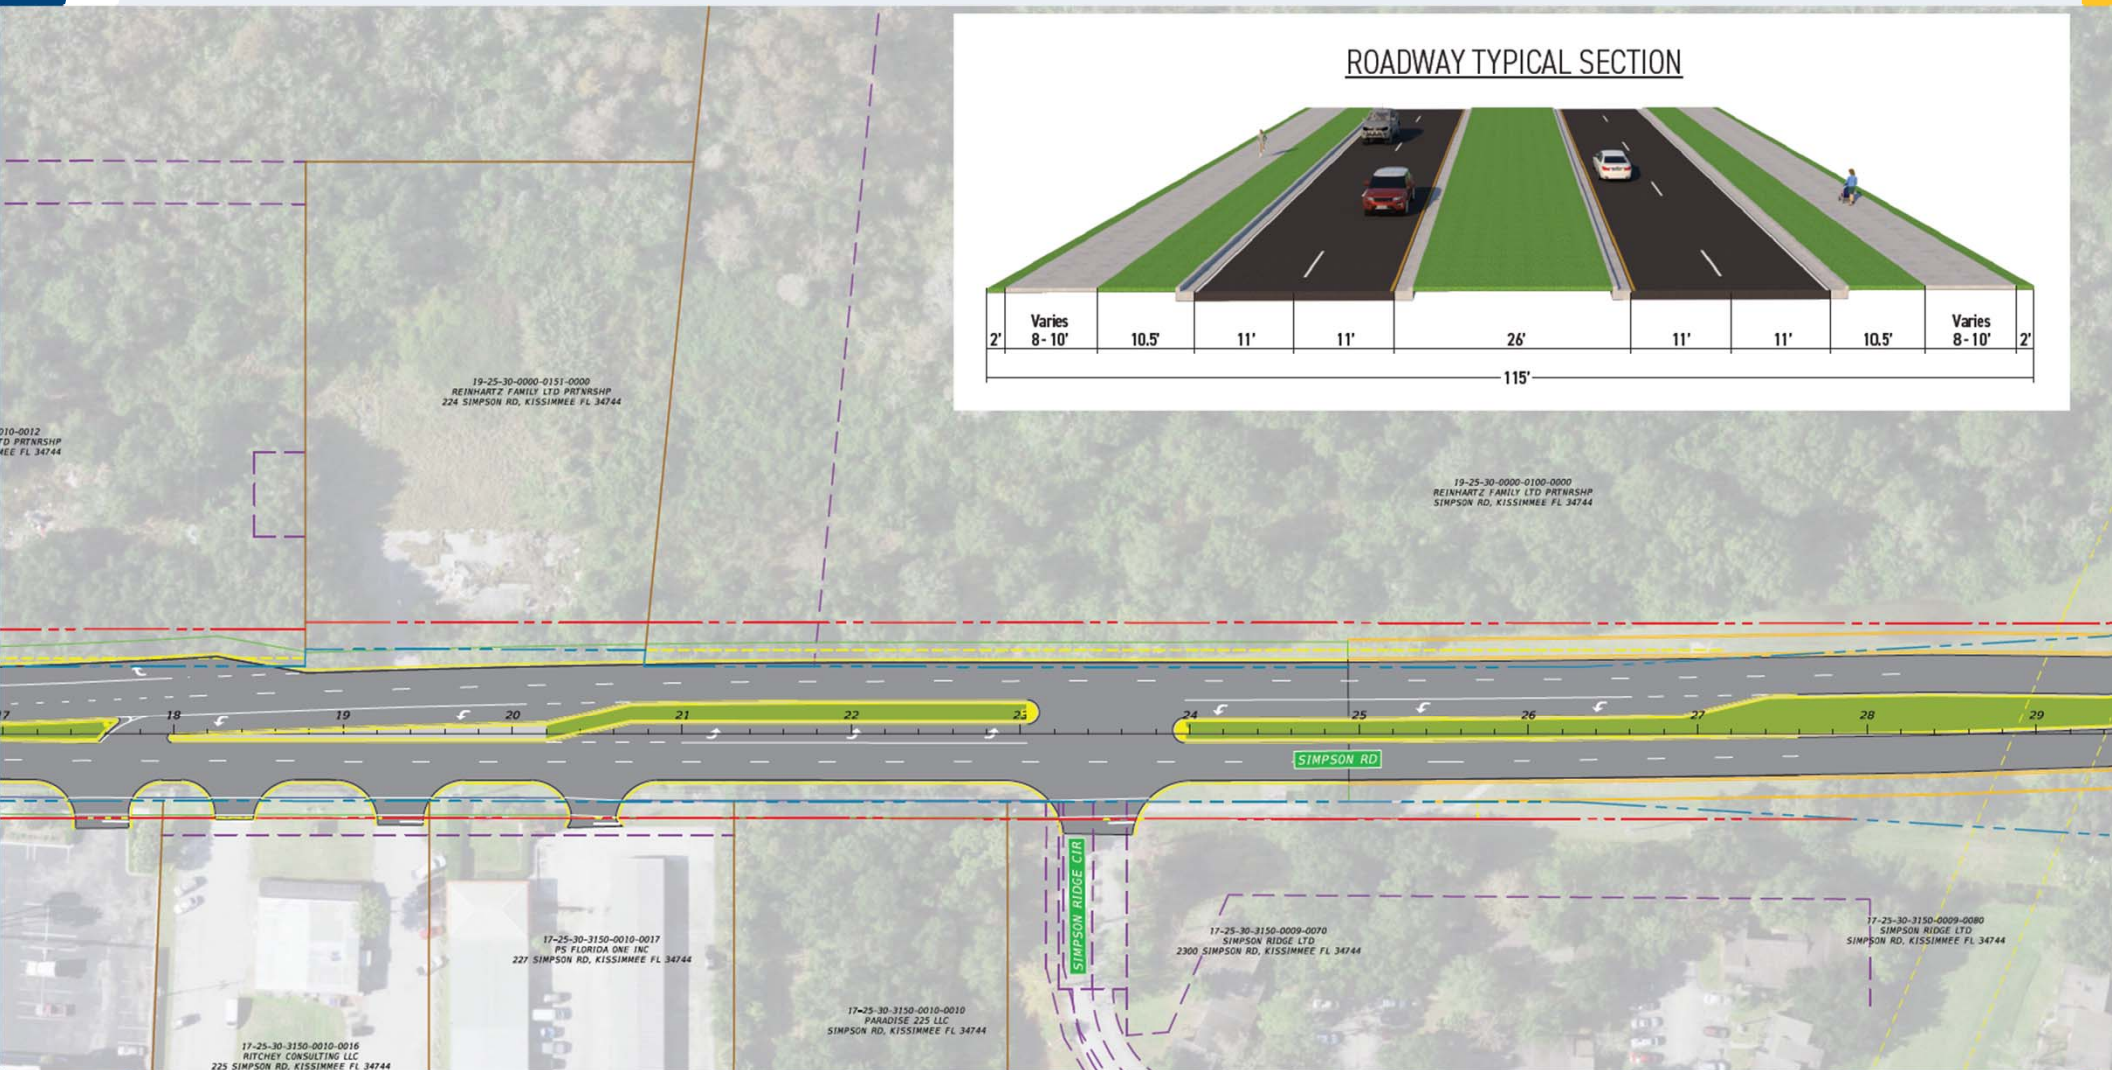 ROADWAY TYPICAL SECTION
2'
Varies
8-10'
10.5'
11'
11'
26'
11'
11'
10.5'
Varies
8-10'
2'
115'
19-25-30-0000-0151-0000
REINHARTZ FAMILY LTD PRTNRSHP
224 SIMPSON RD, KISSIMMEE FL 34744
010-0012
TD PRTNRSHP
MEE FL 34744
19-25-30-0000-0100-0000
REINHARTZ FAMILY LTD PRTNRSHP
SIMPSON RD, KISSIMMEE FL 34744
17
18
19
20
21
22
23
24
25
26
27
28
29
SIMPSON RD
SIMPSON RIDGE CIR
17-25-30-3150-0010-0017
PS FLORIDA ONE INC
227 SIMPSON RD, KISSIMMEE FL 34744
17-25-30-3150-0009-0070
SIMPSON RIDGE LTD
2300 SIMPSON RD, KISSIMMEE FL 34744
17-25-30-3150-0009-0080
SIMPSON RIDGE LTD
SIMPSON RD, KISSIMMEE FL 34744
17-25-30-3150-0010-0010
PARADISE 225 LLC
SIMPSON RD, KISSIMMEE FL 34744
17-25-30-3150-0010-0016
RITCHEY CONSULTING LLC
225 SIMPSON RD, KISSIMMEE FL 34744